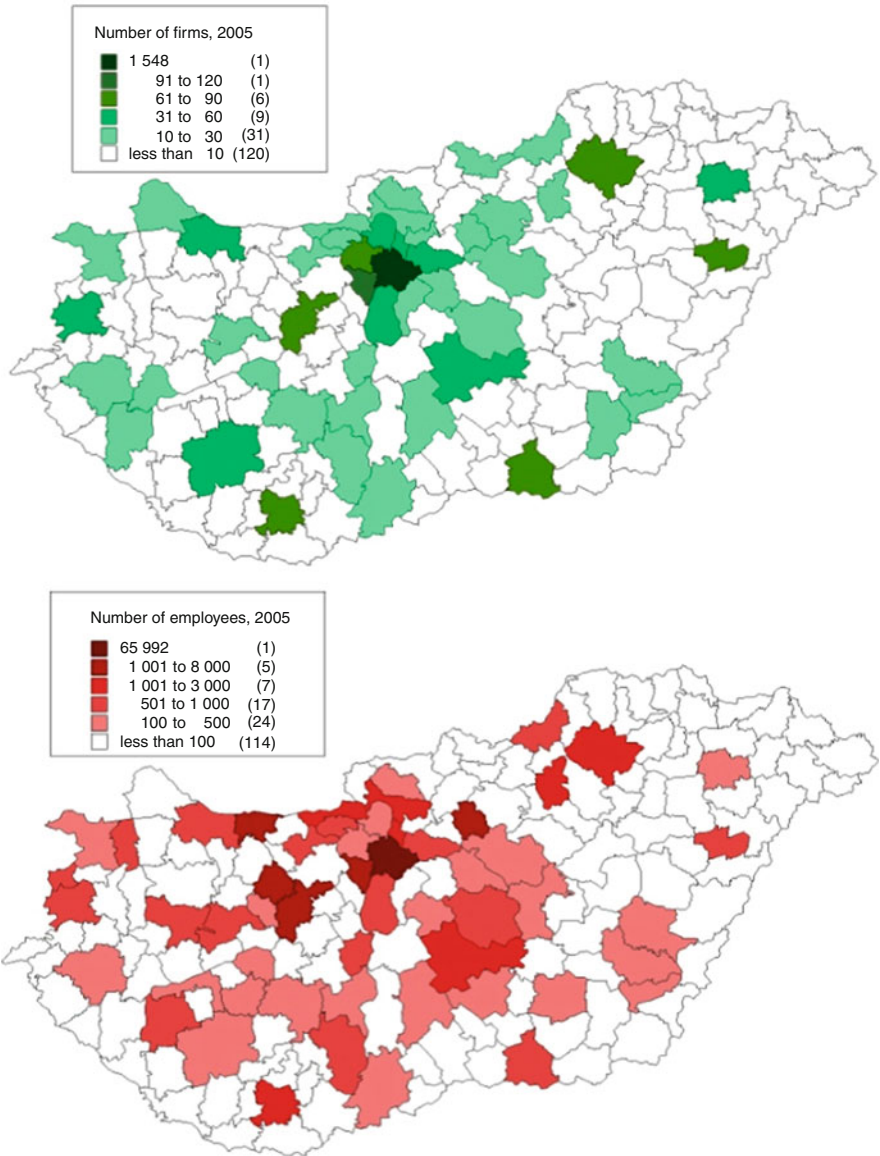 Number of firms, 2005
1 548 (1)
91 to 120 (1)
61 to 90 (6)
31 to 60 (9)
10 to 30 (31)
less than 10 (120)
Number of employees, 2005
65 992 (1)
1 001 to 8 000 (5)
1 001 to 3 000 (7)
501 to 1 000 (17)
100 to 500 (24)
less than 100 (114)